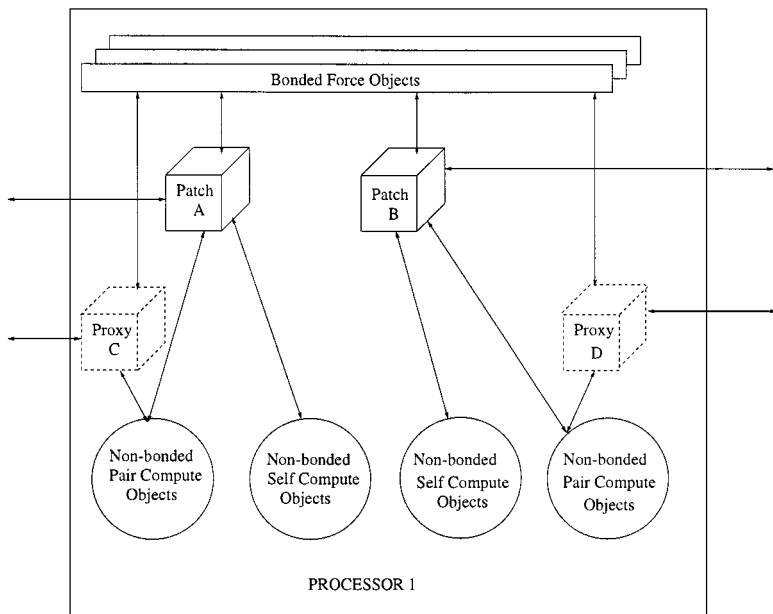 Bonded Force Objects
Patch
A
Patch
B
Proxy
C
Proxy
D
Non-bonded
Pair Compute
Objects
Non-bonded
Self Compute
Objects
Non-bonded
Self Compute
Objects
Non-bonded
Pair Compute
Objects
PROCESSOR 1